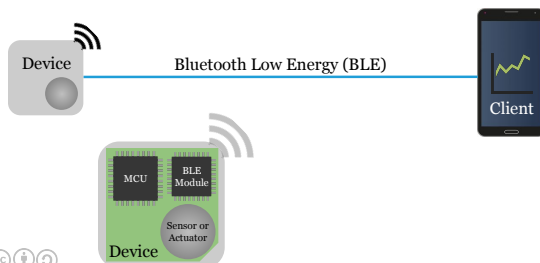 Device
Bluetooth Low Energy (BLE)
Client
MCU
BLE
Module
Sensor or
Actuator
Device